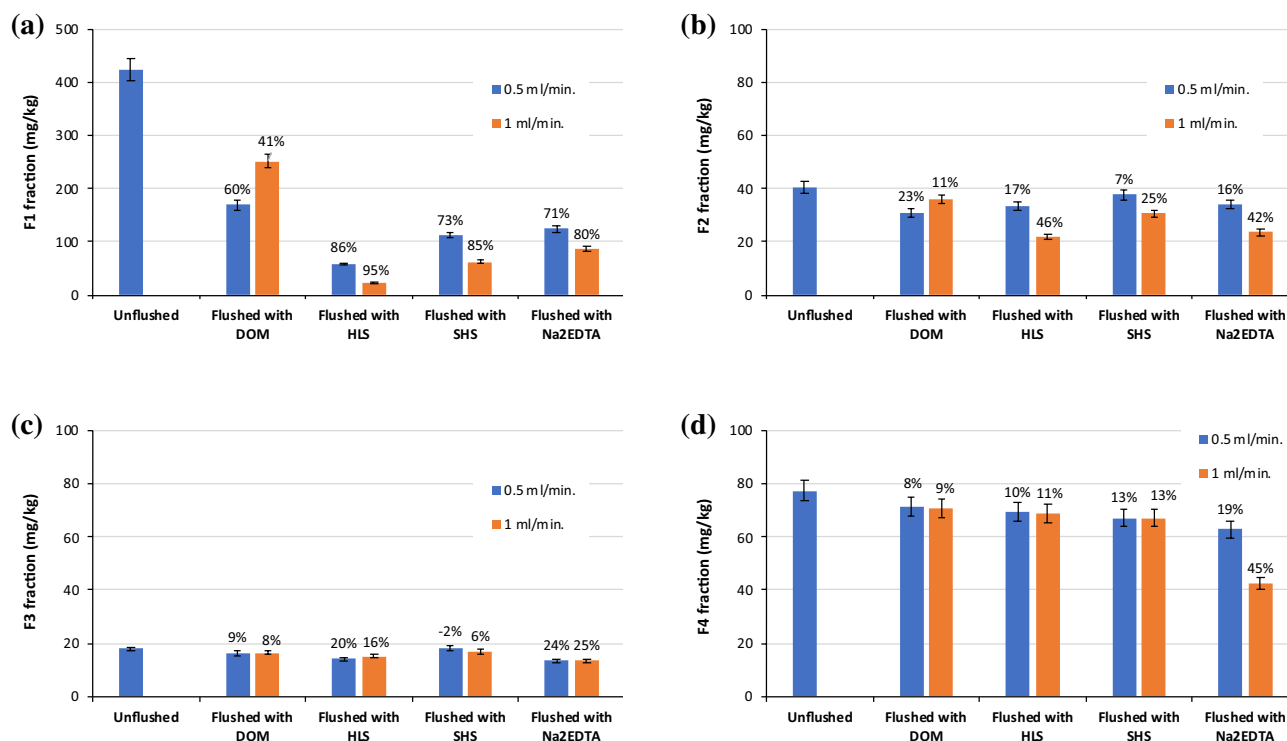 (a)
F1 fraction (mg/kg)
500
400
300
200
100
0
0.5 ml/min.
1 ml/min.
60%
41%
86%
95%
73%
85%
71%
80%
Unflushed
Flushed with
DOM
Flushed with
HLS
Flushed with
SHS
Flushed with
Na2EDTA
(b)
F2 fraction (mg/kg)
100
80
60
40
20
0
0.5 ml/min.
1 ml/min.
23%
11%
17%
46%
7%
25%
16%
42%
Unflushed
Flushed with
DOM
Flushed with
HLS
Flushed with
SHS
Flushed with
Na2EDTA
(c)
F3 fraction (mg/kg)
100
80
60
40
20
0
0.5 ml/min.
1 ml/min.
9%
8%
20%
16%
-2%
6%
24%
25%
Unflushed
Flushed with
DOM
Flushed with
HLS
Flushed with
SHS
Flushed with
Na2EDTA
(d)
F4 fraction (mg/kg)
100
80
60
40
20
0
0.5 ml/min.
1 ml/min.
8%
9%
10%
11%
13%
13%
19%
45%
Unflushed
Flushed with
DOM
Flushed with
HLS
Flushed with
SHS
Flushed with
Na2EDTA